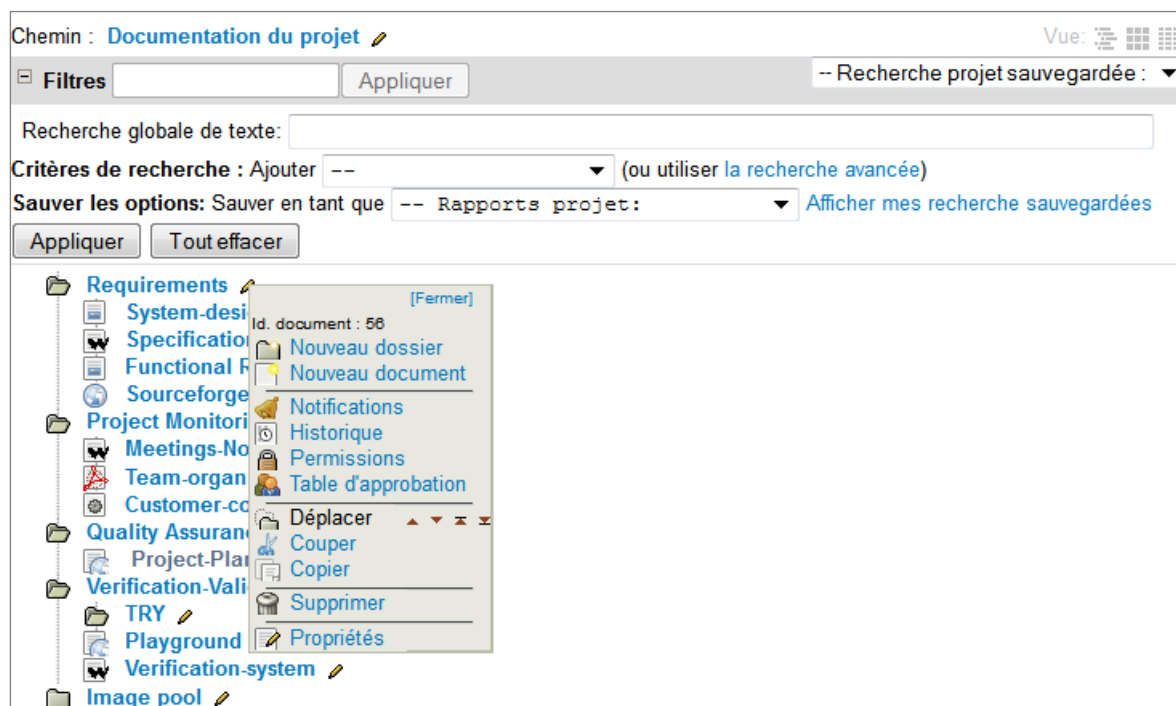 Chemin : Documentation du projet
Vue:
Filtres
Appliquer
-- Recherche projet sauvegardée :
Recherche globale de texte:
Critères de recherche : Ajouter -- (ou utiliser la recherche avancée)
Sauver les options: Sauver en tant que -- Rapports projet: Afficher mes recherche sauvegardées
Appliquer
Tout effacer
Requirements
System-desi
Specification
Functional R
Sourceforge
Project Monitori
Meetings-No
Team-organ
Customer-co
Quality Assuran
Project-Plan
Verification-Vali
TRY
Playground
Verification-system
Image pool
[Fermer]
Id. document : 56
Nouveau dossier
Nouveau document
Notifications
Historique
Permissions
Table d'approbation
Déplacer
Couper
Copier
Supprimer
Propriétés